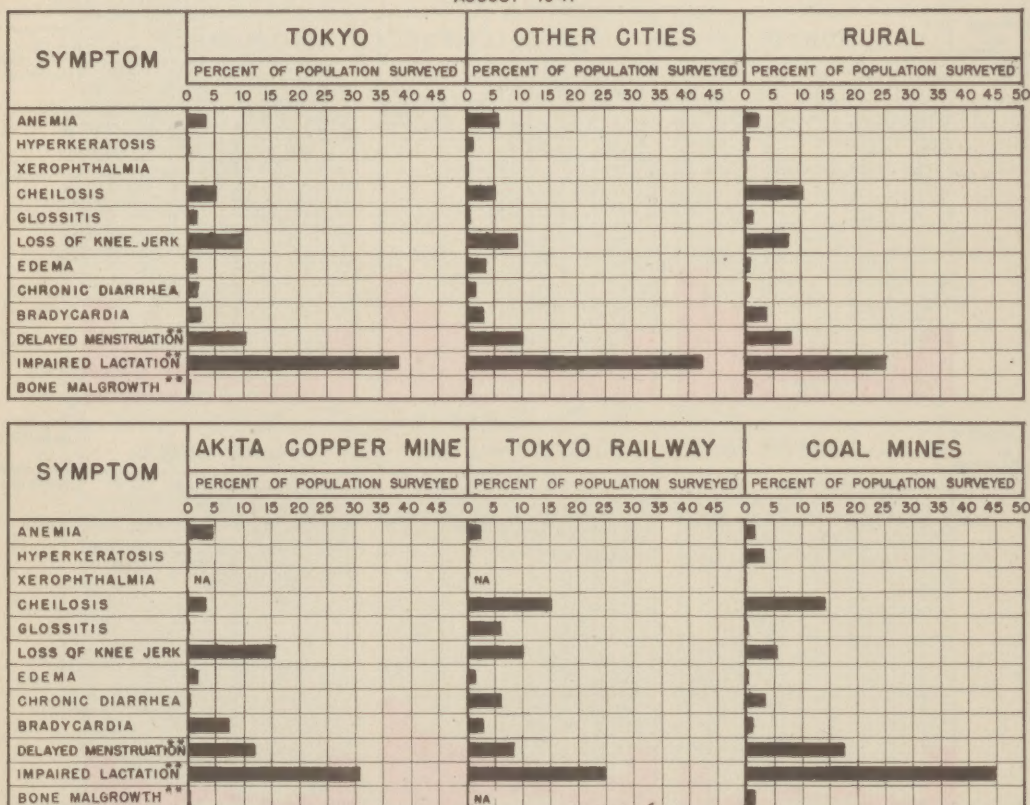 SYMPTOM
TOKYO
OTHER CITIES
RURAL
PERCENT OF POPULATION SURVEYED
PERCENT OF POPULATION SURVEYED
PERCENT OF POPULATION SURVEYED
0 5 10 15 20 25 30 35 40 45 0 5 10 15 20 25 30 35 40 45 0 5 10 15 20 25 30 35 40 45 50
ANEMIA
HYPERKERATOSIS
XEROPHTHALMIA
CHEILOSIS
GLOSSITIS
LOSS OF KNEE JERK
EDEMA
CHRONIC DIARRHEA
BRADYCARDIA
DELAYED MENSTRUATION**
IMPAIRED LACTATION**
BONE MALGROWTH**
SYMPTOM
AKITA COPPER MINE
TOKYO RAILWAY
COAL MINES
PERCENT OF POPULATION SURVEYED
PERCENT OF POPULATION SURVEYED
PERCENT OF POPULATION SURVEYED
0 5 10 15 20 25 30 35 40 45 0 5 10 15 20 25 30 35 40 45 0 5 10 15 20 25 30 35 40 45 50
ANEMIA
HYPERKERATOSIS
XEROPHTHALMIA NA NA
CHEILOSIS
GLOSSITIS
LOSS OF KNEE JERK
EDEMA
CHRONIC DIARRHEA
BRADYCARDIA
DELAYED MENSTRUATION**
IMPAIRED LACTATION**
BONE MALGROWTH** NA